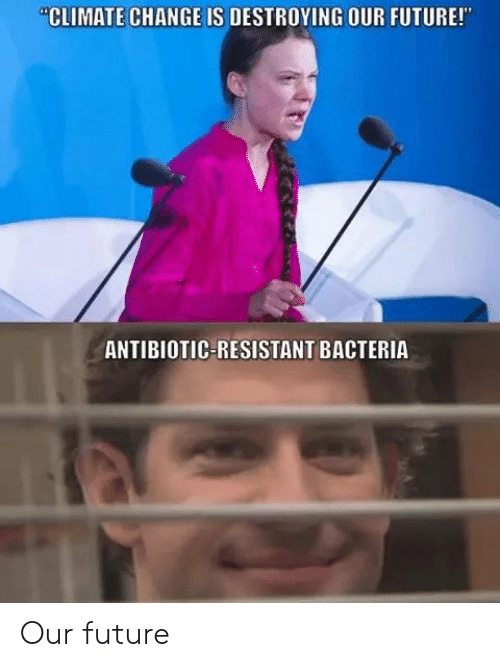 "CLIMATE CHANGE IS DESTROYING OUR FUTURE!"
ANTIBIOTIC-RESISTANT BACTERIA
Our future